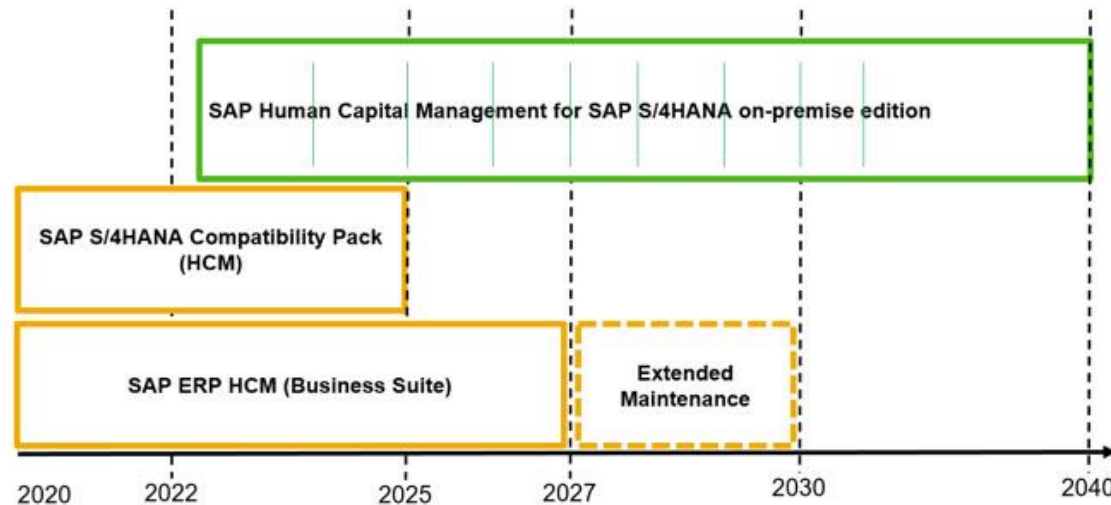 SAP Human Capital Management for SAP S/4HANA on-premise edition
SAP S/4HANA Compatibility Pack
(HCM)
SAP ERP HCM (Business Suite)
Extended
Maintenance
2020
2022
2025
2027
2030
2040